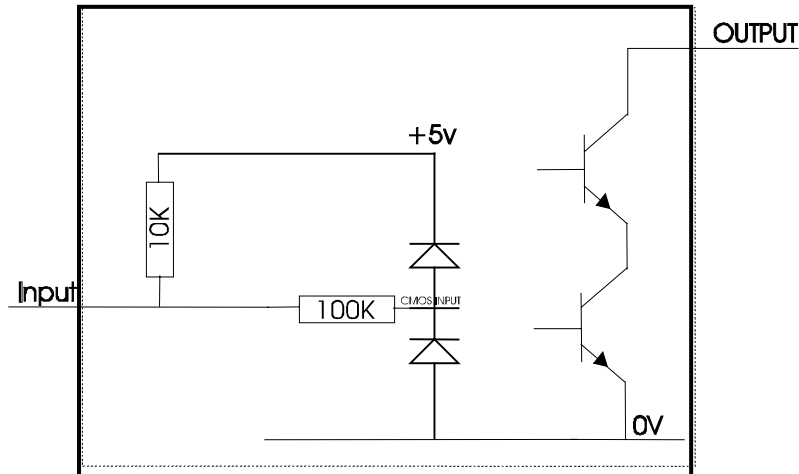 OUTPUT
+5v
10K
Input
CMOS INPUT
100K
0V